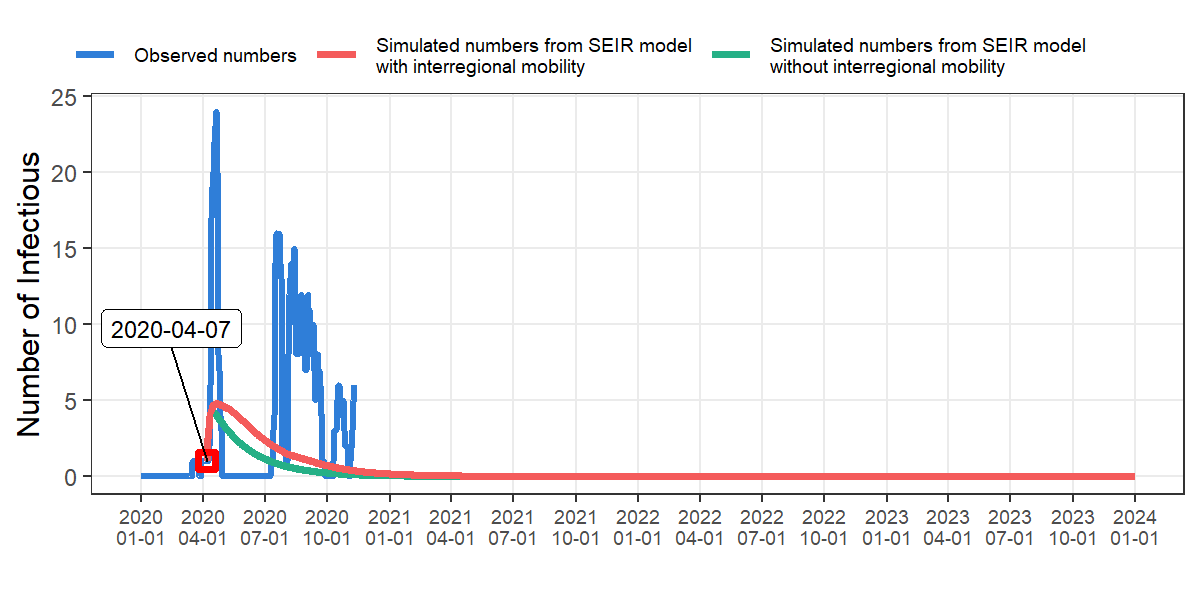 Observed numbers
Simulated numbers from SEIR model
with interregional mobility
Simulated numbers from SEIR model
without interregional mobility
Number of Infectious
25
20
15
10
5
0
2020-04-07
2020 2020 2020 2020 2021 2021 2021 2021 2022 2022 2022 2022 2023 2023 2023 2023 2024
01-01 04-01 07-01 10-01 01-01 04-01 07-01 10-01 01-01 04-01 07-01 10-01 01-01 04-01 07-01 10-01 01-01